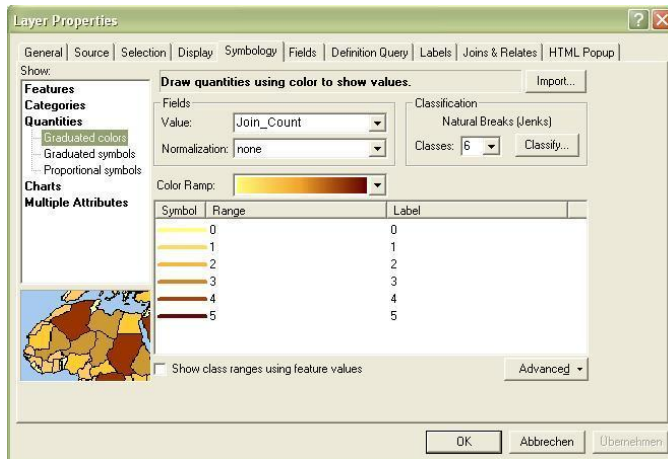 Layer Properties
General Source Selection Display Symbology Fields Definition Query Labels Joins & Relates HTML Popup
Show:
Features
Categories
Quantities
Graduated colors
Graduated symbols
Proportional symbols
Charts
Multiple Attributes
Draw quantities using color to show values.
Import...
Fields
Value: Join_Count
Normalization: none
Classification
Natural Breaks (Jenks)
Classes: 6 Classify...
Color Ramp:
Symbol Range Label
0 0
1 1
2 2
3 3
4 4
5 5
Show class ranges using feature values
Advanced
OK Abbrechen Übernehmen